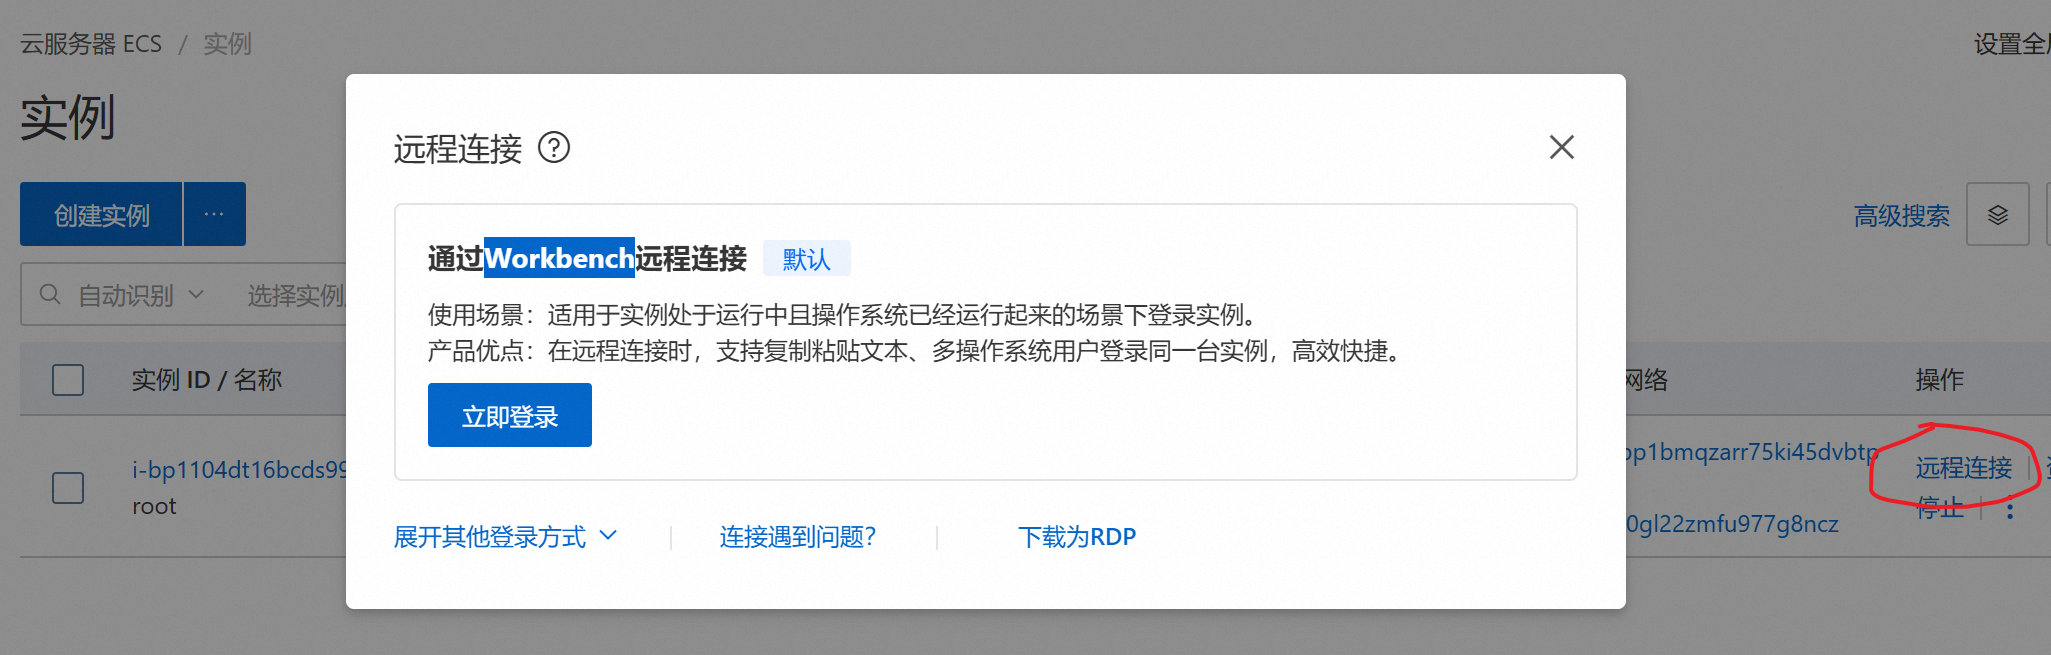 云服务器 ECS / 实例
设置全
实例
创建实例 ...
高级搜索
自动识别 选择实例
实例 ID / 名称
网络 操作
i-bp1104dt16bcds99
root
bp1bmqzarr75ki45dvbtp
远程连接
停止
0gl22zmfu977g8ncz
远程连接 ?
通过Workbench远程连接 默认
使用场景：适用于实例处于运行中且操作系统已经运行起来的场景下登录实例。
产品优点：在远程连接时，支持复制粘贴文本、多操作系统用户登录同一台实例，高效快捷。
立即登录
展开其他登录方式 | 连接遇到问题？ | 下载为RDP